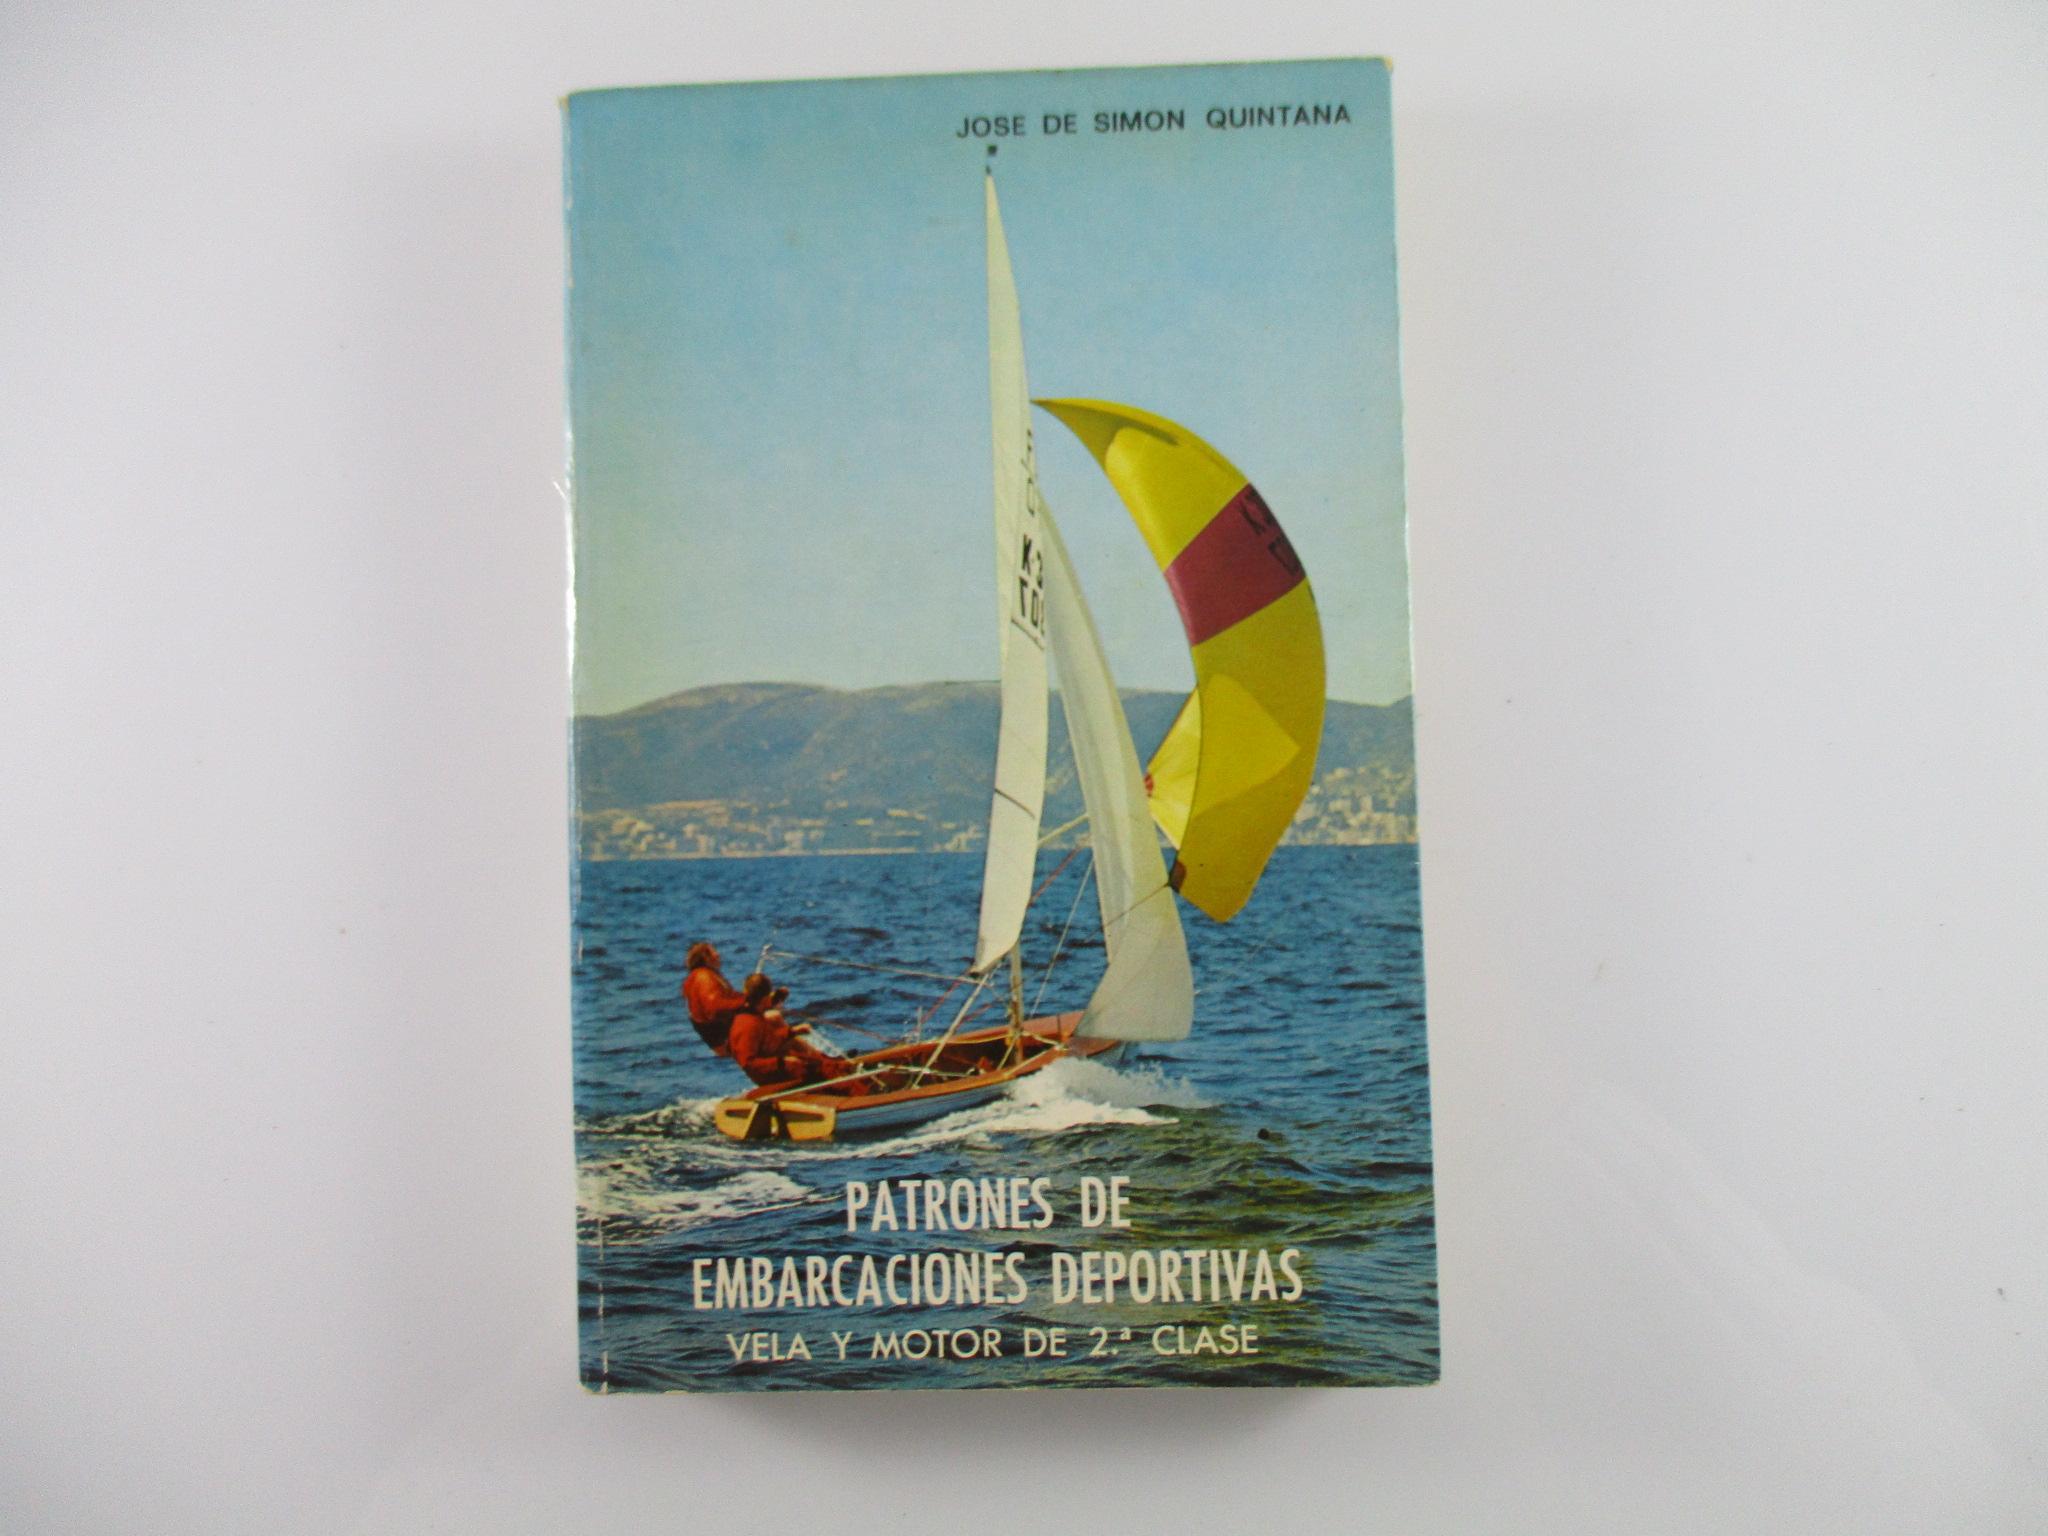 JOSE DE SIMON QUINTANA
PATRONES DE
EMBARCACIONES DEPORTIVAS
VELA Y MOTOR DE 2.ª CLASE